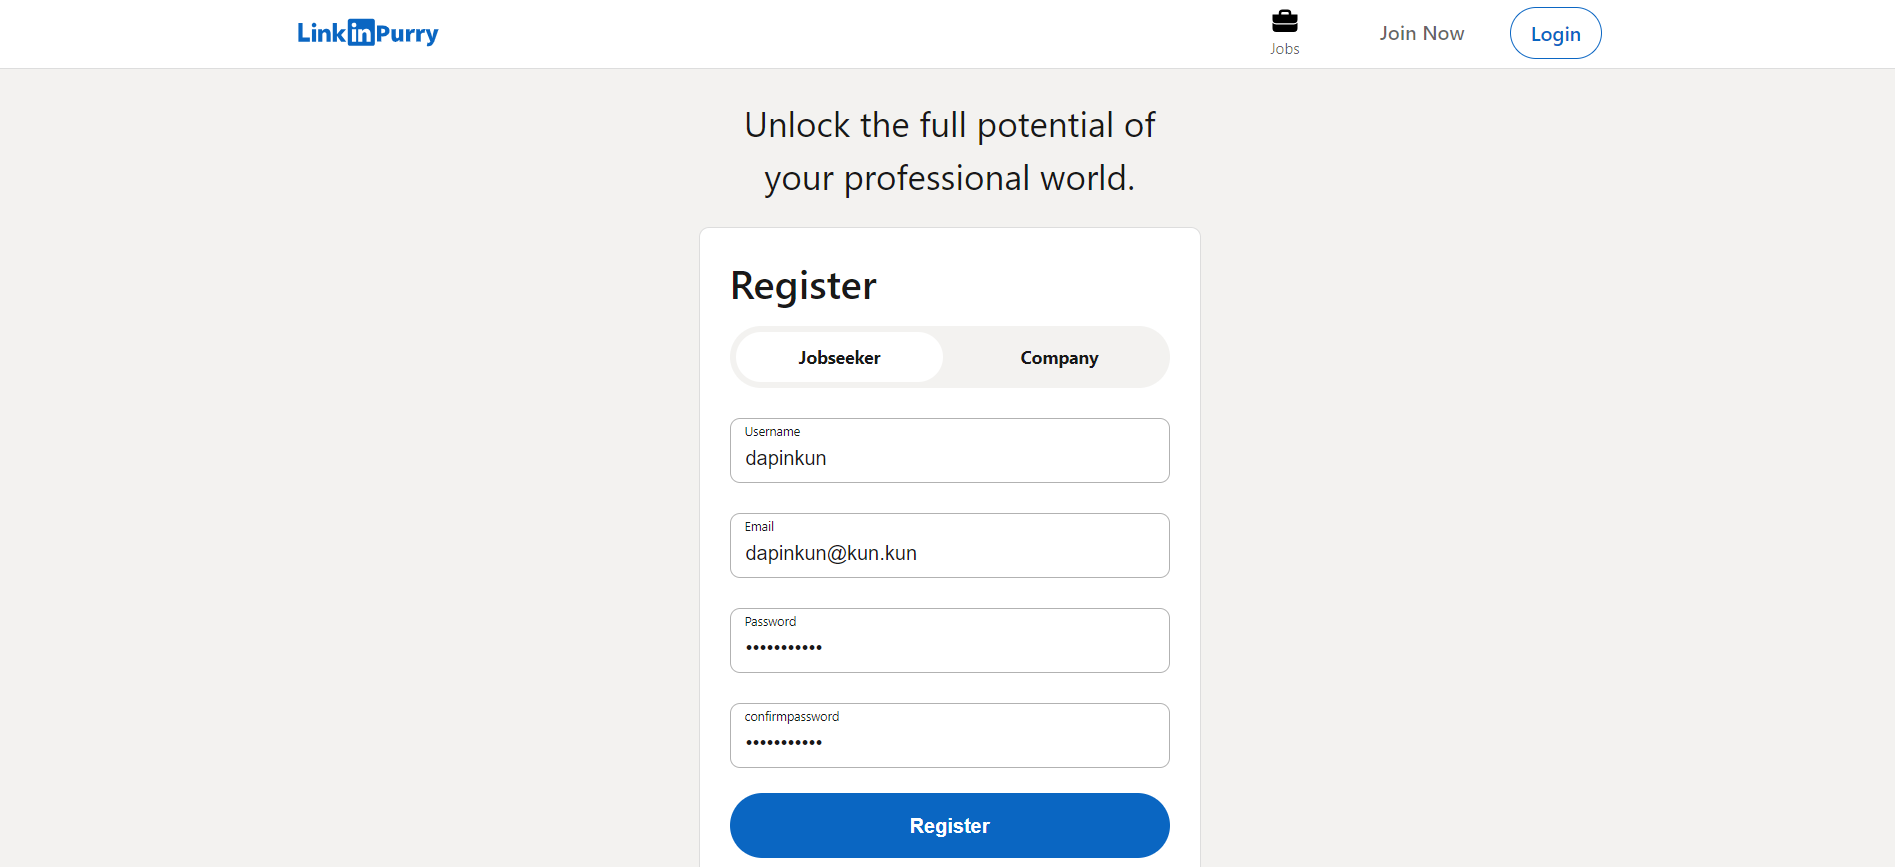 LinkinPurry
Jobs
Join Now
Login
Unlock the full potential of
your professional world.
Register
Jobseeker
Company
Username
dapinkun
Email
dapinkun@kun.kun
Password
•••••••••••
confirmpassword
•••••••••••
Register